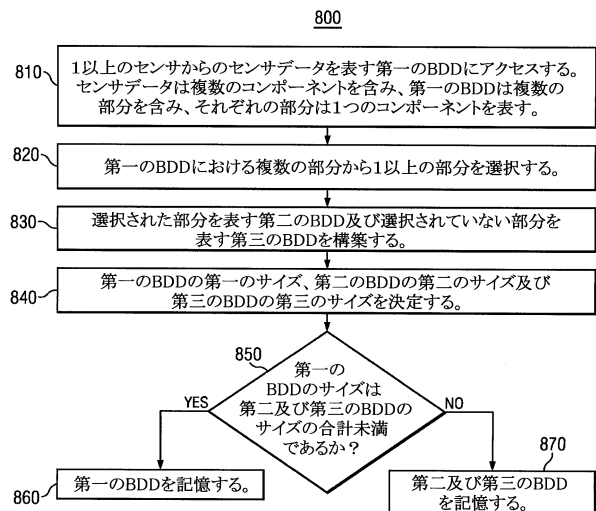 800
810
1以上のセンサからのセンサデータを表す第一のBDDにアクセスする。
センサデータは複数のコンポーネントを含み、第一のBDDは複数の
部分を含み、それぞれの部分は1つのコンポーネントを表す。
820
第一のBDDにおける複数の部分から1以上の部分を選択する。
830
選択された部分を表す第二のBDD及び選択されていない部分を
表す第三のBDDを構築する。
840
第一のBDDの第一のサイズ、第二のBDDの第二のサイズ及び
第三のBDDの第三のサイズを決定する。
850
第一の
BDDのサイズは
第二及び第三のBDDの
サイズの合計未満
であるか？
YES
NO
860
第一のBDDを記憶する。
870
第二及び第三のBDD
を記憶する。